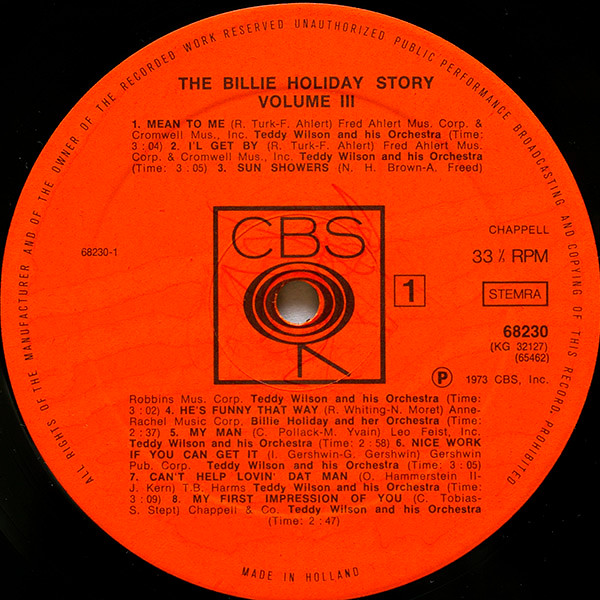 ALL RIGHTS OF THE MANUFACTURER AND OF THE OWNER OF THE RECORDED WORK RESERVED UNAUTHORIZED PUBLIC PERFORMANCE BROADCASTING AND COPYING OF THIS RECORD PROHIBITED
THE BILLIE HOLIDAY STORY
VOLUME III
1. MEAN TO ME (R. Turk-F. Ahlert) Fred Ahlert Mus. Corp. &
Cromwell Mus., Inc. Teddy Wilson and his Orchestra (Time:
3 : 04) 2. I'L GET BY (R. Turk-F. Ahlert) Fred Ahlert Mus.
Corp. & Cromwell Mus., Inc. Teddy Wilson and his Orchestra
(Time: 3 : 05) 3. SUN SHOWERS (N. H. Brown-A. Freed)
68230-1
CBS
CHAPPELL
33 ⅓ RPM
1
STEMRA
68230
(KG 32127)
(65462)
℗ 1973 CBS, Inc.
Robbins Mus. Corp. Teddy Wilson and his Orchestra (Time:
3 : 02) 4. HE'S FUNNY THAT WAY (R. Whiting-N. Moret) Anne-
Rachel Music Corp. Billie Holiday and her Orchestra (Time:
2 : 37) 5. MY MAN (C. Pollack-M. Yvain) Leo Feist, Inc.
Teddy Wilson and his Orchestra (Time: 2 : 58) 6. NICE WORK
IF YOU CAN GET IT (I. Gershwin-G. Gershwin) Gershwin
Pub. Corp. Teddy Wilson and his Orchestra (Time: 3 : 05)
7. CAN'T HELP LOVIN' DAT MAN (O. Hammerstein II-
J. Kern) T.B. Harms Teddy Wilson and his Orchestra (Time:
3 : 09) 8. MY FIRST IMPRESSION OF YOU (C. Tobias-
S. Stept) Chappell & Co. Teddy Wilson and his Orchestra
(Time: 2 : 47)
MADE IN HOLLAND